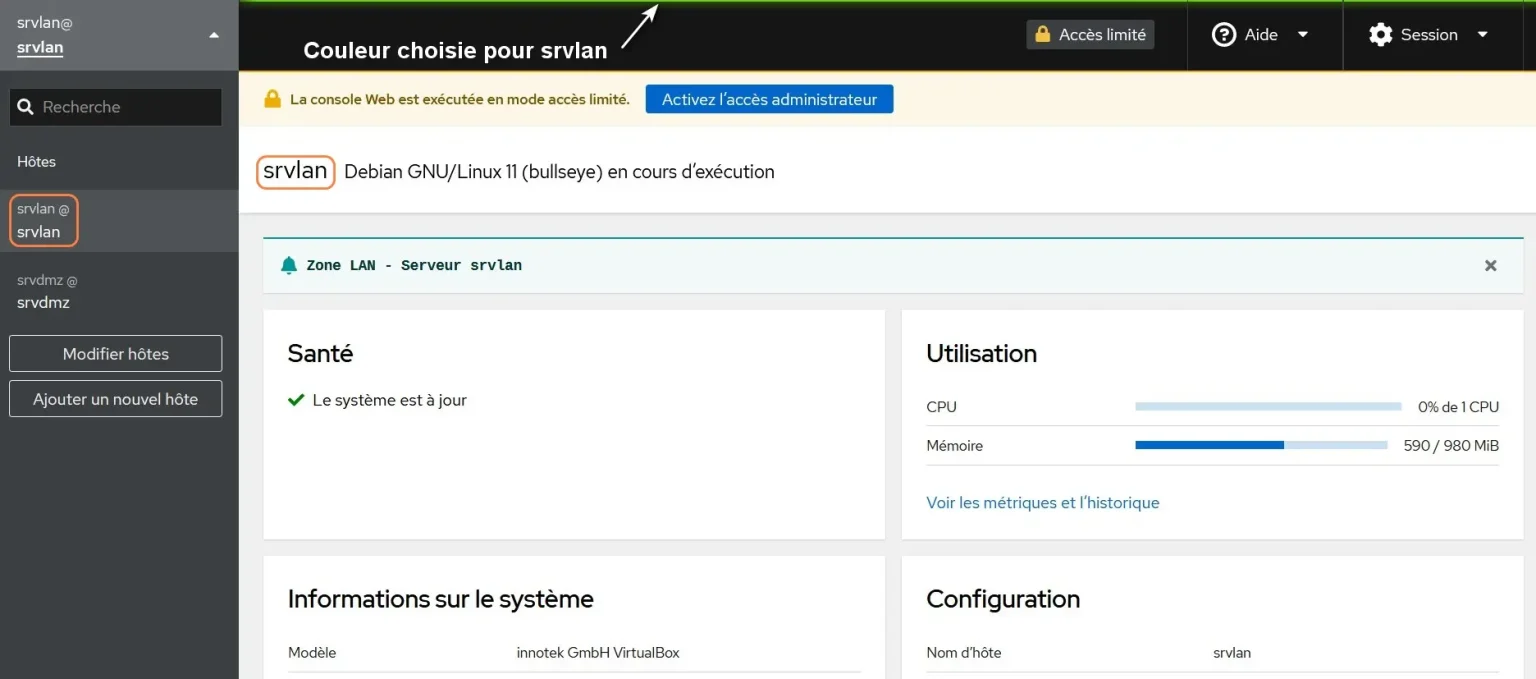 srvlan@
srvlan
Couleur choisie pour srvlan
Accès limité
Aide
Session
Recherche
La console Web est exécutée en mode accès limité.
Activez l’accès administrateur
Hôtes
srvlan Debian GNU/Linux 11 (bullseye) en cours d’exécution
srvlan @
srvlan
Zone LAN - Serveur srvlan
srvdmz @
srvdmz
Modifier hôtes
Ajouter un nouvel hôte
Santé
Le système est à jour
Utilisation
CPU 0% de 1 CPU
Mémoire 590 / 980 MiB
Voir les métriques et l’historique
Informations sur le système
Modèle innotek GmbH VirtualBox
Configuration
Nom d’hôte srvlan